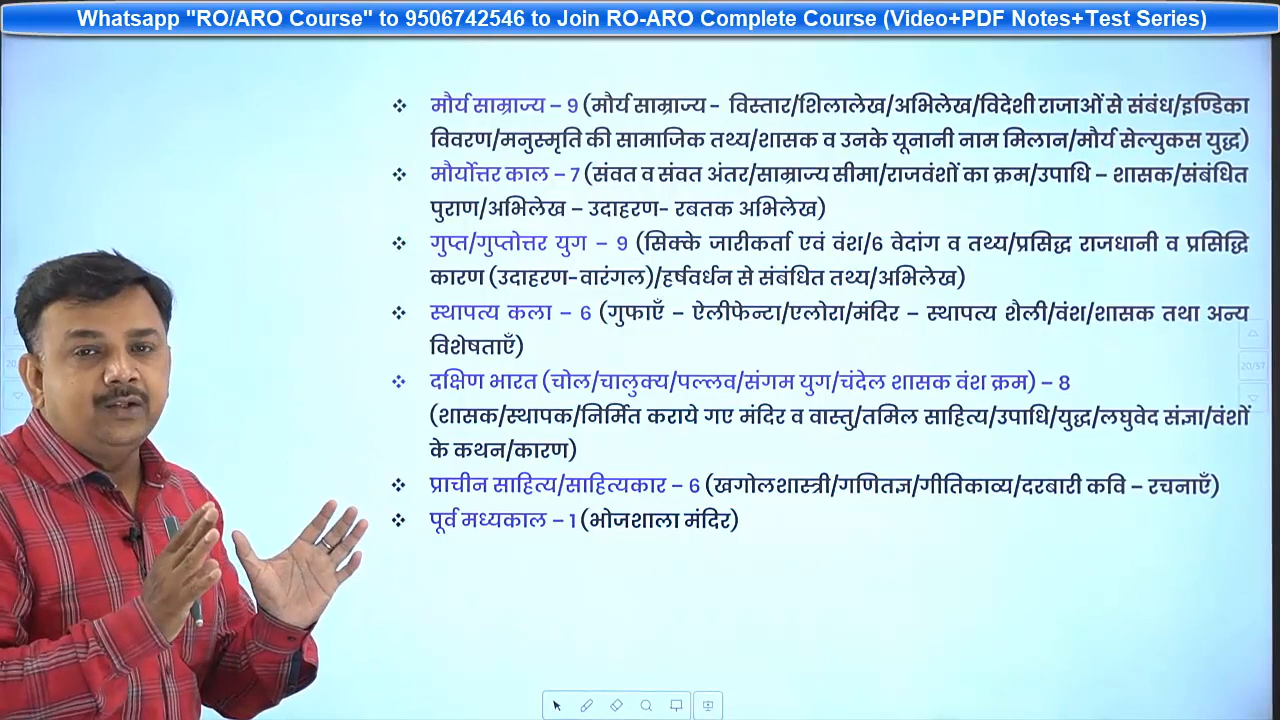 Whatsapp "RO/ARO Course" to 9506742546 to Join RO-ARO Complete Course (Video+PDF Notes+Test Series)
❖ मौर्य साम्राज्य – 9 (मौर्य साम्राज्य - विस्तार/शिलालेख/अभिलेख/विदेशी राजाओं से संबंध/इण्डिका
विवरण/मनुस्मृति की सामाजिक तथ्य/शासक व उनके यूनानी नाम मिलान/मौर्य सेल्युकस युद्ध)
❖ मौर्योत्तर काल – 7 (संवत व संवत अंतर/साम्राज्य सीमा/राजवंशों का क्रम/उपाधि – शासक/संबंधित
पुराण/अभिलेख – उदाहरण- रबतक अभिलेख)
❖ गुप्त/गुप्तोत्तर युग – 9 (सिक्के जारीकर्ता एवं वंश/6 वेदांग व तथ्य/प्रसिद्ध राजधानी व प्रसिद्धि
कारण (उदाहरण-वारंगल)/हर्षवर्धन से संबंधित तथ्य/अभिलेख)
❖ स्थापत्य कला – 6 (गुफाएँ – ऐलीफेन्टा/एलोरा/मंदिर – स्थापत्य शैली/वंश/शासक तथा अन्य
विशेषताएँ)
❖ दक्षिण भारत (चोल/चालुक्य/पल्लव/संगम युग/चंदेल शासक वंश क्रम) – 8
(शासक/स्थापक/निर्मित कराये गए मंदिर व वास्तु/तमिल साहित्य/उपाधि/युद्ध/लघुवेद संज्ञा/वंशों
के कथन/कारण)
❖ प्राचीन साहित्य/साहित्यकार – 6 (खगोलशास्त्री/गणितज्ञ/गीतिकाव्य/दरबारी कवि – रचनाएँ)
❖ पूर्व मध्यकाल – 1 (भोजशाला मंदिर)
20/57